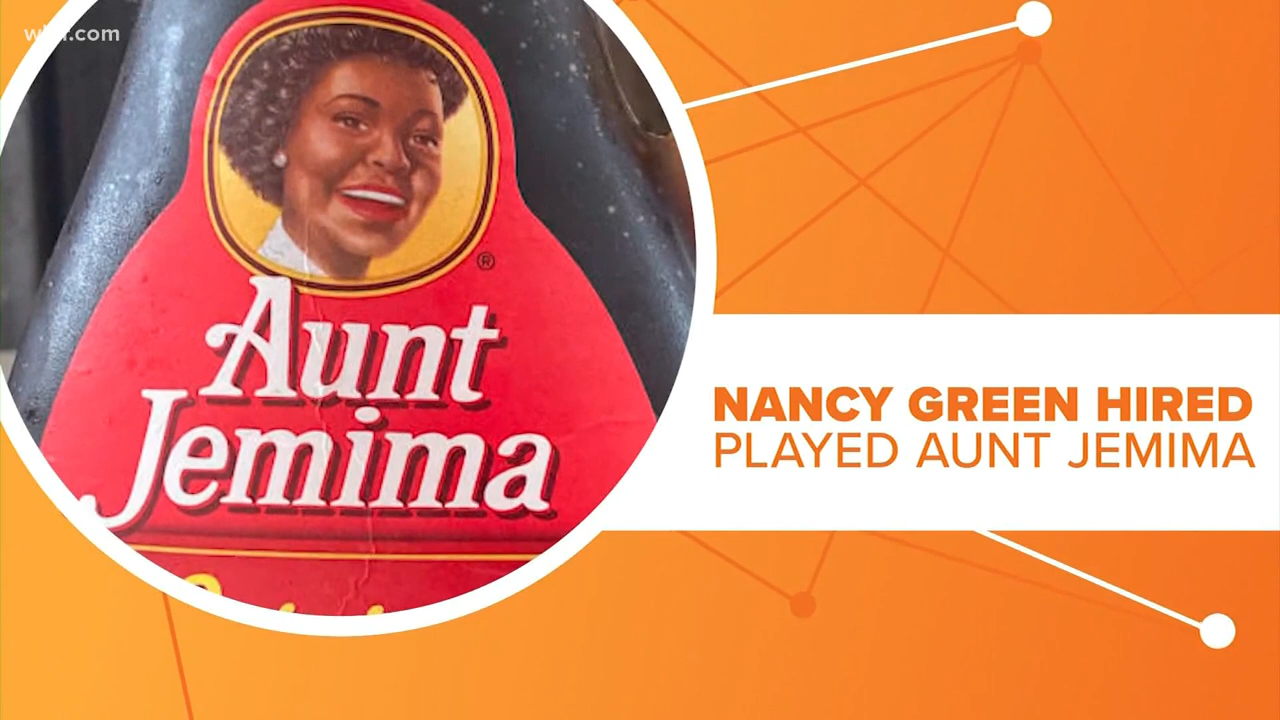 Aunt
Jemima
®
NANCY GREEN HIRED
PLAYED AUNT JEMIMA